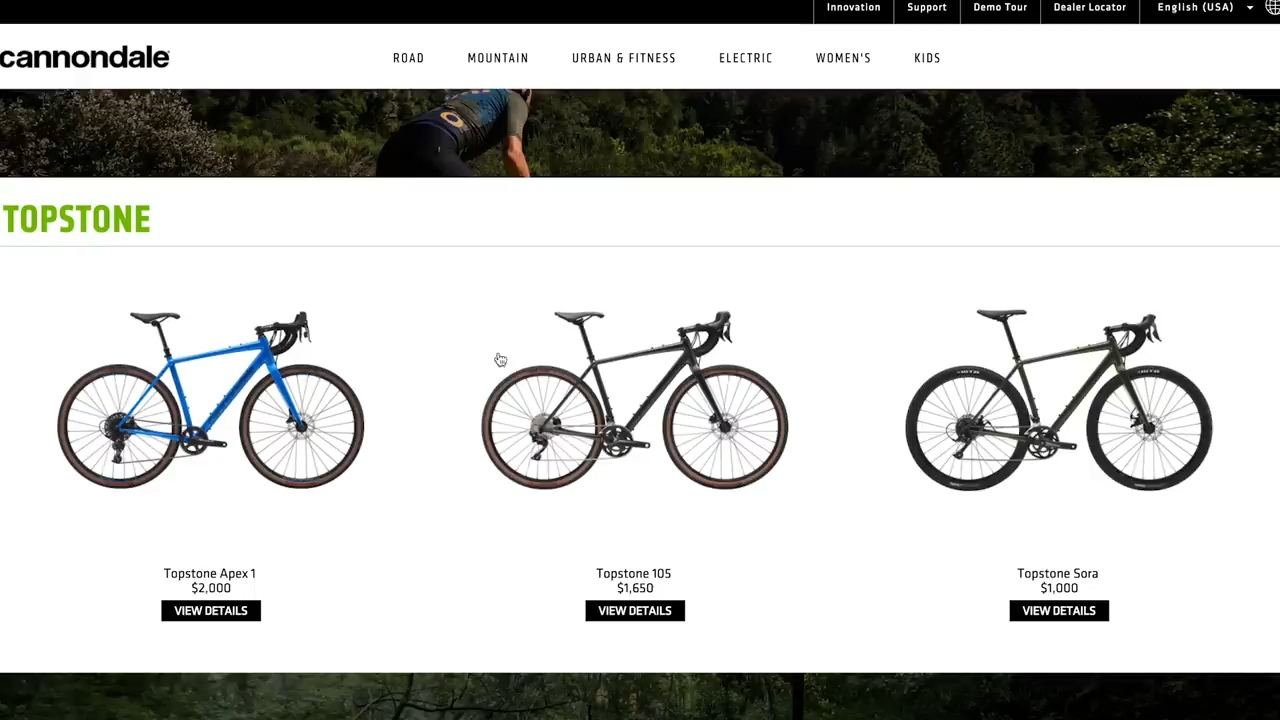 Innovation Support Demo Tour Dealer Locator English (USA)
cannondale
ROAD MOUNTAIN URBAN & FITNESS ELECTRIC WOMEN'S KIDS
TOPSTONE
Topstone Apex 1
$2,000
VIEW DETAILS
Topstone 105
$1,650
VIEW DETAILS
Topstone Sora
$1,000
VIEW DETAILS